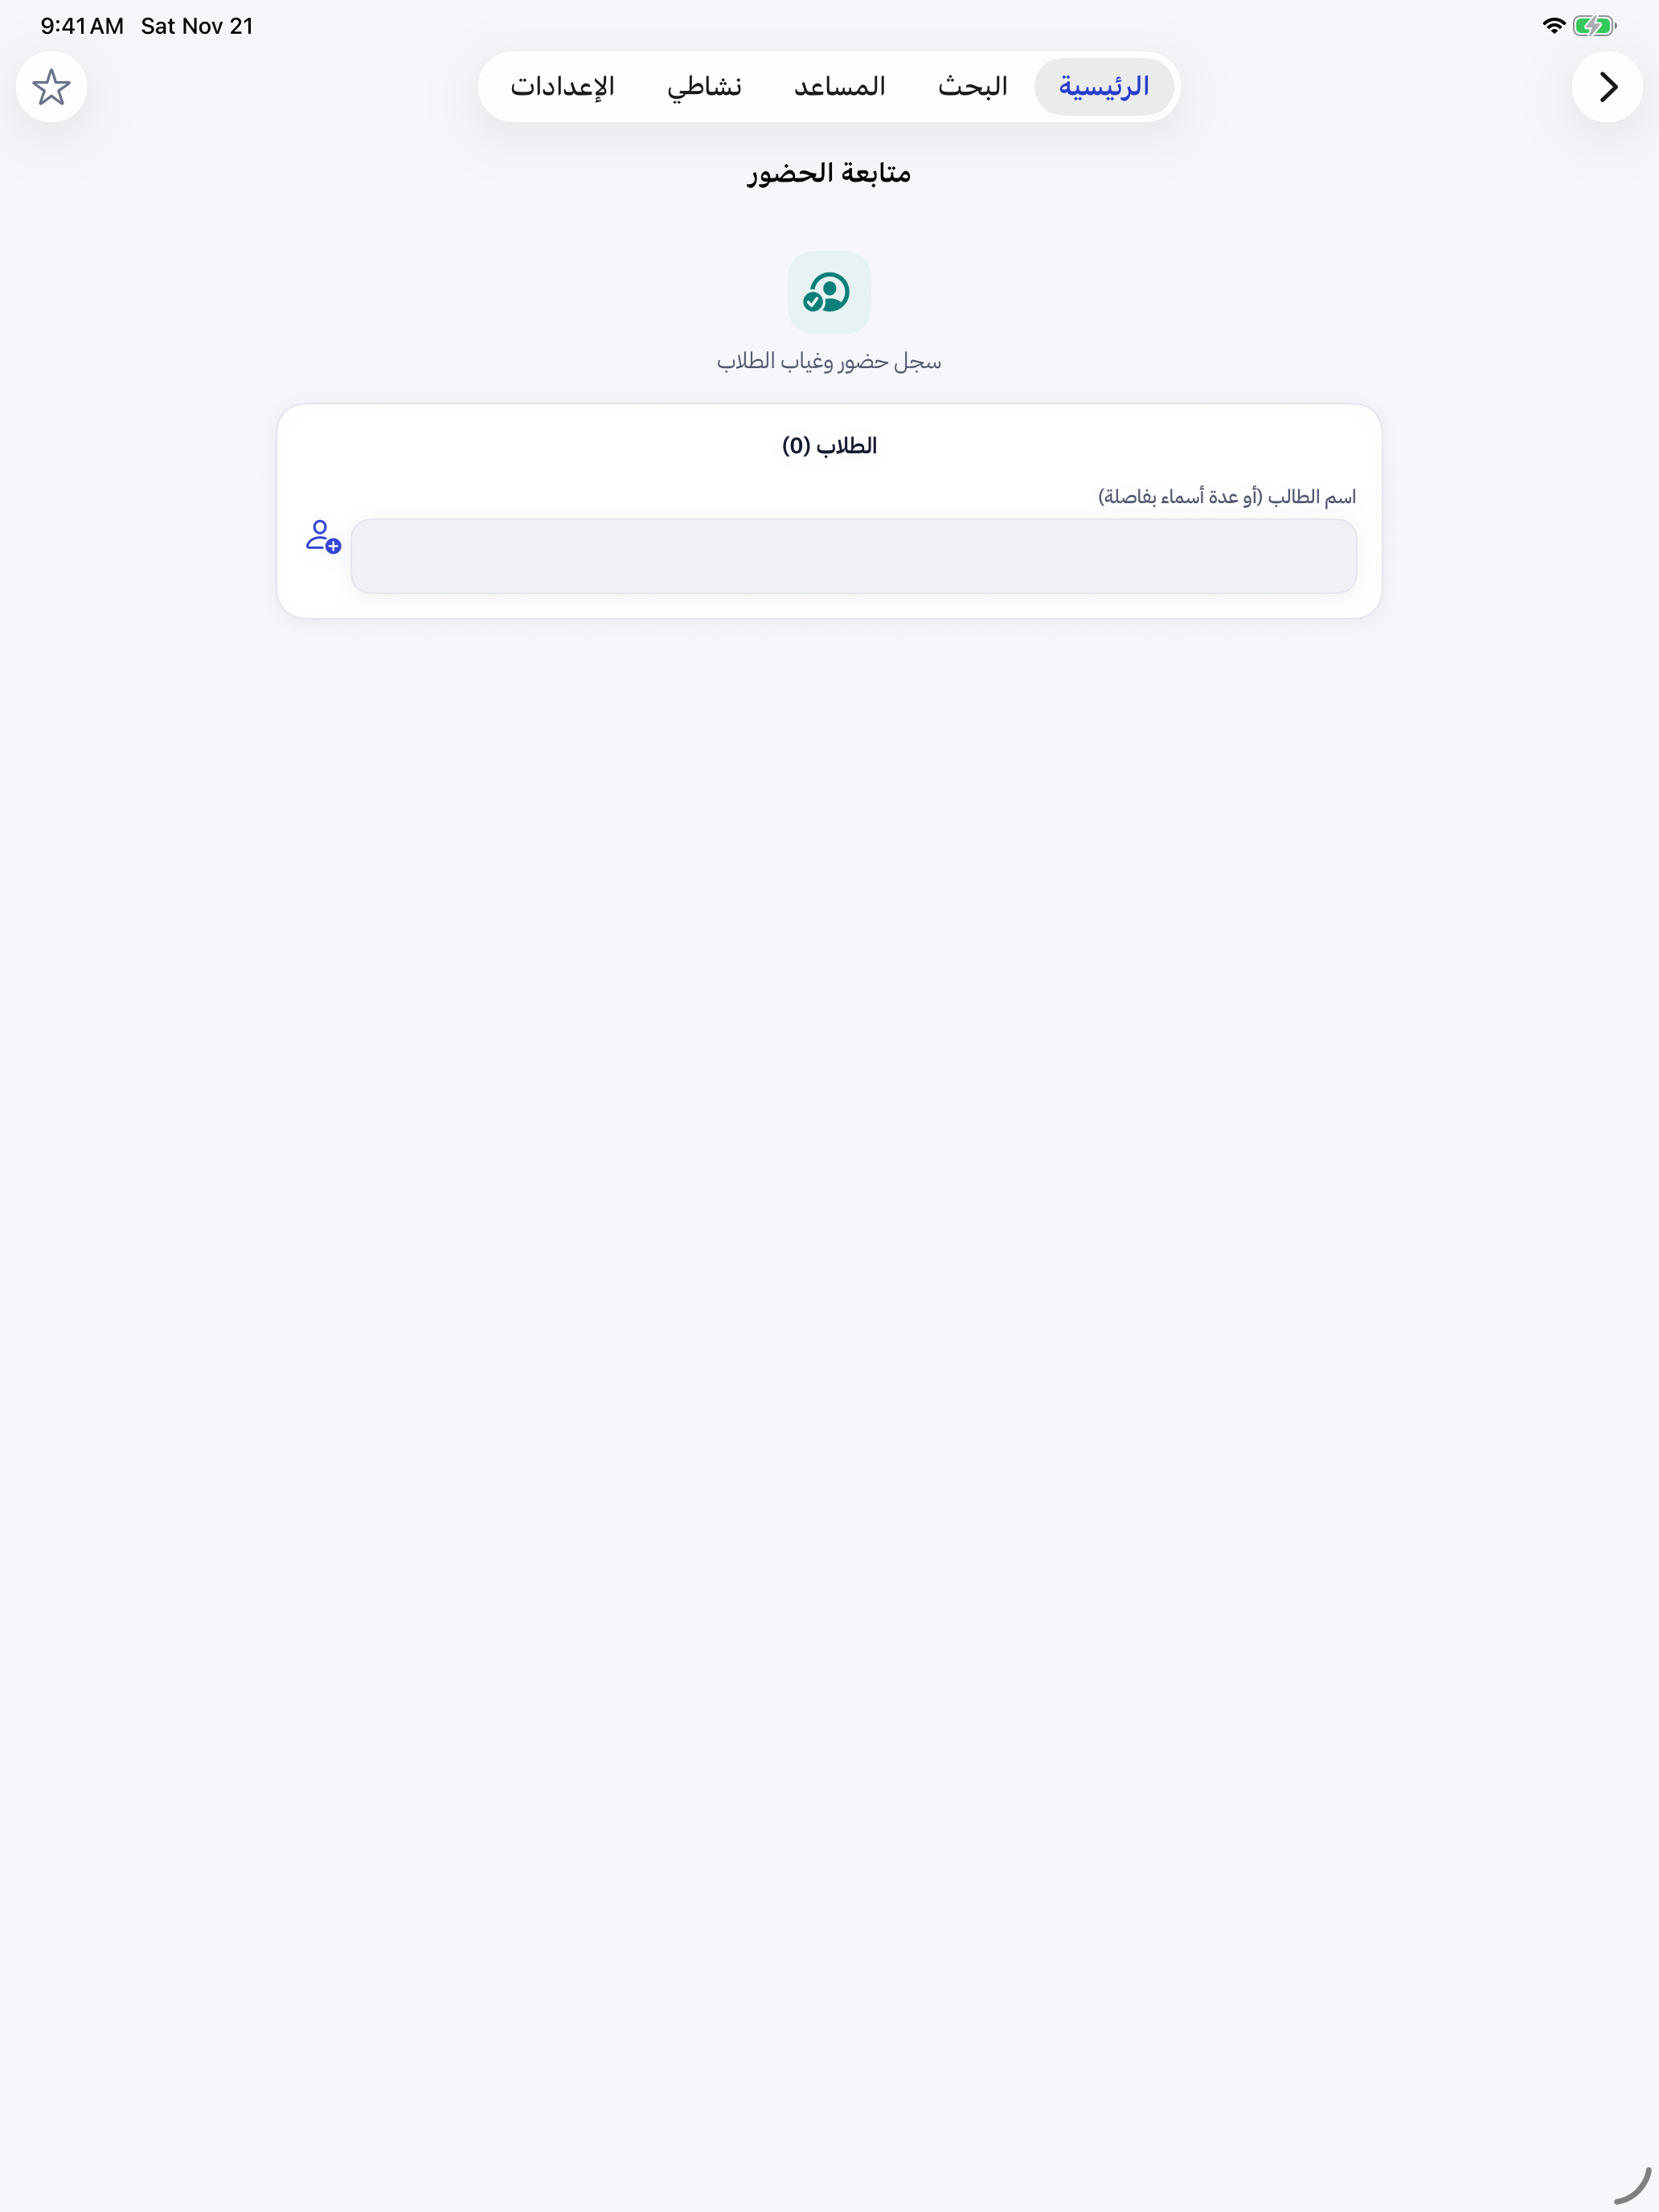 9:41 AM Sat Nov 21
الرئيسية البحث المساعد نشاطي الإعدادات
متابعة الحضور
سجل حضور وغياب الطلاب
الطلاب (0)
اسم الطالب (أو عدة أسماء بفاصلة)